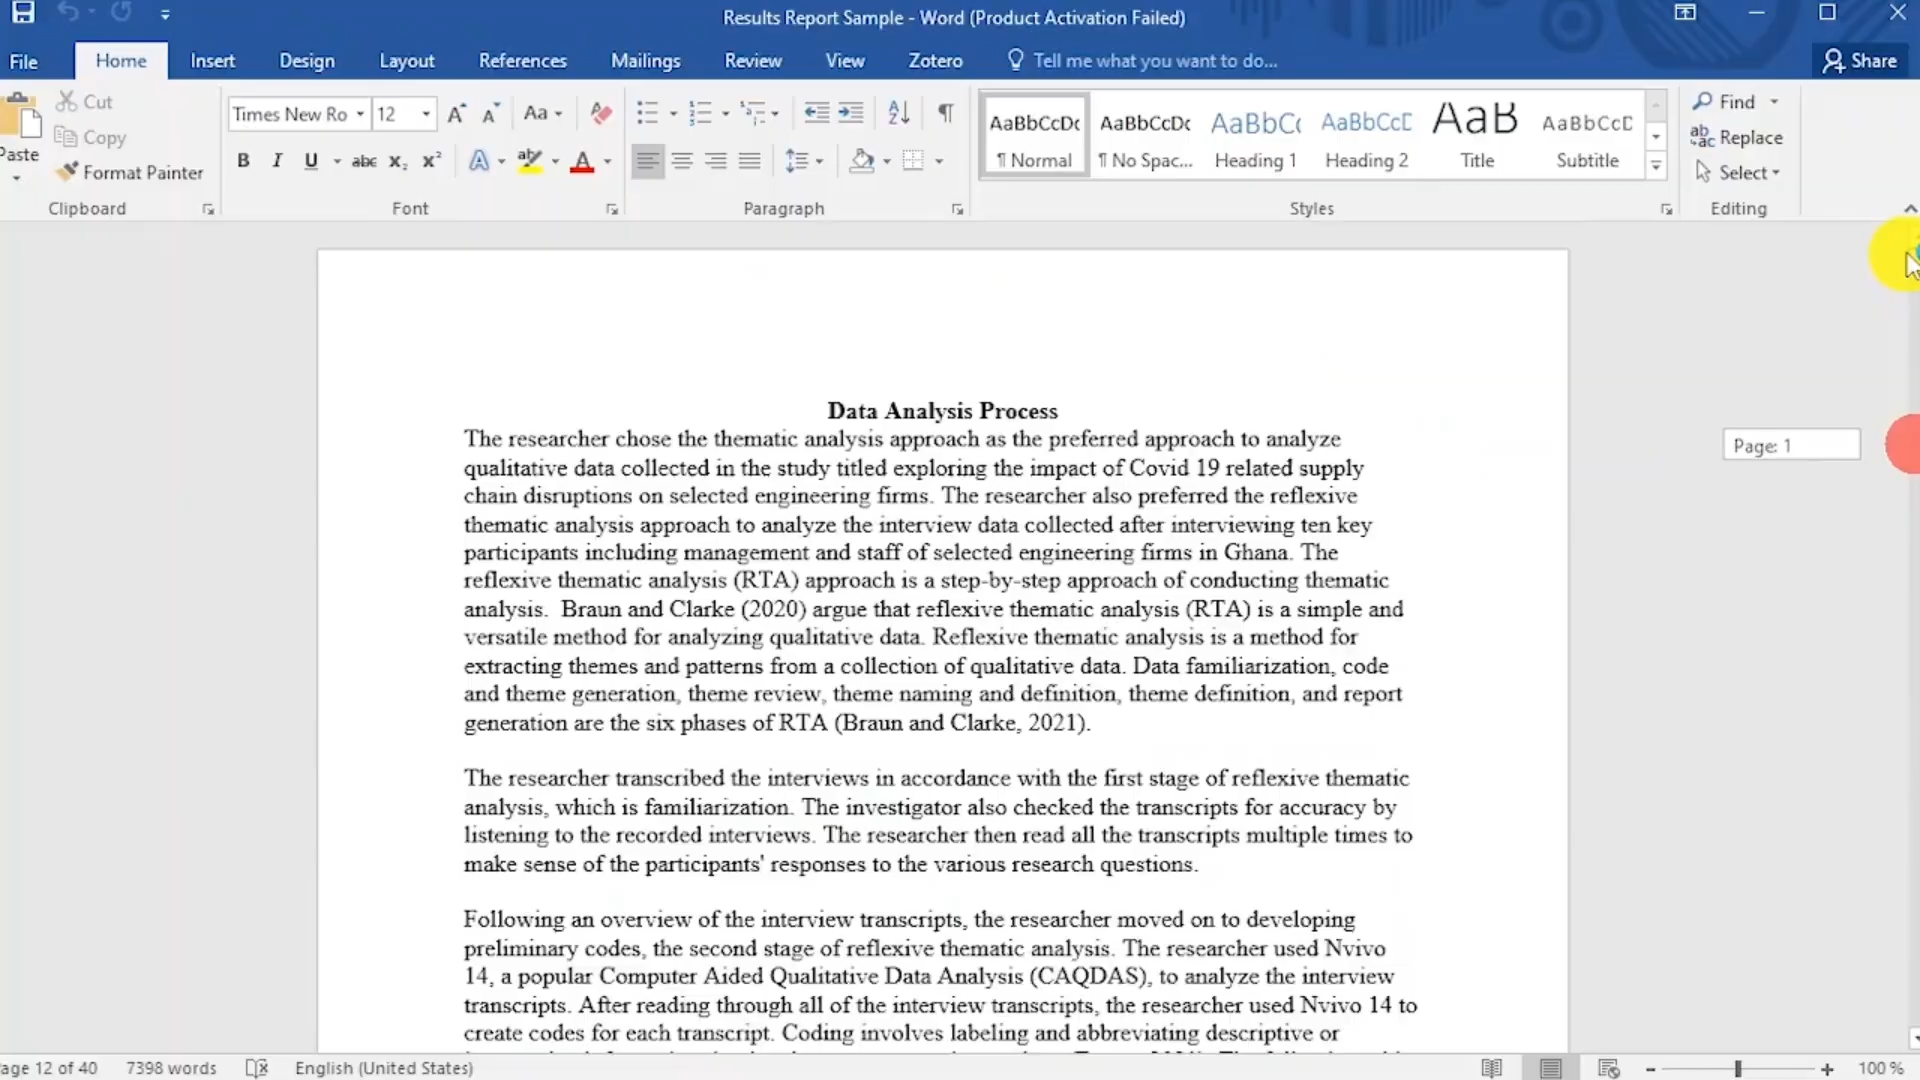 Results Report Sample - Word (Product Activation Failed)
File Home Insert Design Layout References Mailings Review View Zotero Tell me what you want to do... Share
Paste
Cut
Copy
Format Painter
Clipboard
Times New Ro 12 Aa
B I U abc X₂ X² A ab A
Font
Paragraph
AaBbCcDc AaBbCcDc AaBbC( AaBbCcD AaB AaBbCcD
¶ Normal ¶ No Spac... Heading 1 Heading 2 Title Subtitle
Styles
Find
Replace
Select
Editing
Page: 1
Data Analysis Process
The researcher chose the thematic analysis approach as the preferred approach to analyze
qualitative data collected in the study titled exploring the impact of Covid 19 related supply
chain disruptions on selected engineering firms. The researcher also preferred the reflexive
thematic analysis approach to analyze the interview data collected after interviewing ten key
participants including management and staff of selected engineering firms in Ghana. The
reflexive thematic analysis (RTA) approach is a step-by-step approach of conducting thematic
analysis.  Braun and Clarke (2020) argue that reflexive thematic analysis (RTA) is a simple and
versatile method for analyzing qualitative data. Reflexive thematic analysis is a method for
extracting themes and patterns from a collection of qualitative data. Data familiarization, code
and theme generation, theme review, theme naming and definition, theme definition, and report
generation are the six phases of RTA (Braun and Clarke, 2021).
The researcher transcribed the interviews in accordance with the first stage of reflexive thematic
analysis, which is familiarization. The investigator also checked the transcripts for accuracy by
listening to the recorded interviews. The researcher then read all the transcripts multiple times to
make sense of the participants' responses to the various research questions.
Following an overview of the interview transcripts, the researcher moved on to developing
preliminary codes, the second stage of reflexive thematic analysis. The researcher used Nvivo
14, a popular Computer Aided Qualitative Data Analysis (CAQDAS), to analyze the interview
transcripts. After reading through all of the interview transcripts, the researcher used Nvivo 14 to
create codes for each transcript. Coding involves labeling and abbreviating descriptive or
age 12 of 40 7398 words English (United States) 100 %